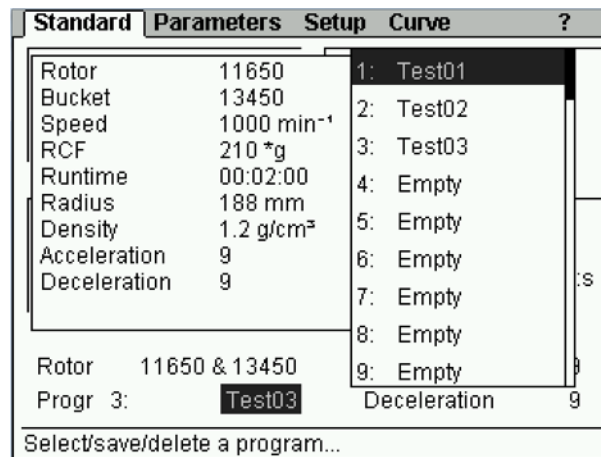 Standard Parameters Setup Curve ?
Rotor 11650
Bucket 13450
Speed 1000 min⁻¹
RCF 210 *g
Runtime 00:02:00
Radius 188 mm
Density 1.2 g/cm³
Acceleration 9
Deceleration 9
1: Test01
2: Test02
3: Test03
4: Empty
5: Empty
6: Empty
7: Empty
8: Empty
9: Empty
:s
Rotor 11650 & 13450
Progr 3: Test03 Deceleration 9
Select/save/delete a program...